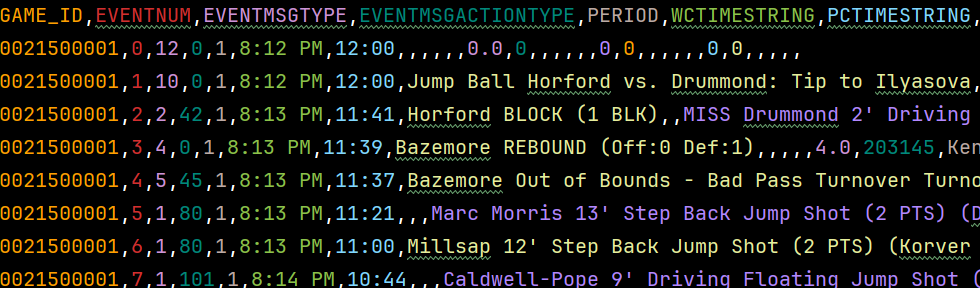 GAME_ID,EVENTNUM,EVENTMSGTYPE,EVENTMSGACTIONTYPE,PERIOD,WCTIMESTRING,PCTIMESTRING,
0021500001,0,12,0,1,8:12 PM,12:00,,,,,,0.0,0,,,,,,0,0,,,,,,0,0,,,,,
0021500001,1,10,0,1,8:12 PM,12:00,Jump Ball Horford vs. Drummond: Tip to Ilyasova,
0021500001,2,2,42,1,8:13 PM,11:41,Horford BLOCK (1 BLK),,MISS Drummond 2' Driving
0021500001,3,4,0,1,8:13 PM,11:39,Bazemore REBOUND (Off:0 Def:1),,,,,4.0,203145,Ken
0021500001,4,5,45,1,8:13 PM,11:37,Bazemore Out of Bounds - Bad Pass Turnover Turno
0021500001,5,1,80,1,8:13 PM,11:21,,,Marc Morris 13' Step Back Jump Shot (2 PTS) (D
0021500001,6,1,80,1,8:13 PM,11:00,Millsap 12' Step Back Jump Shot (2 PTS) (Korver
0021500001,7,1,101,1,8:14 PM,10:44,,,Caldwell-Pope 9' Driving Floating Jump Shot (